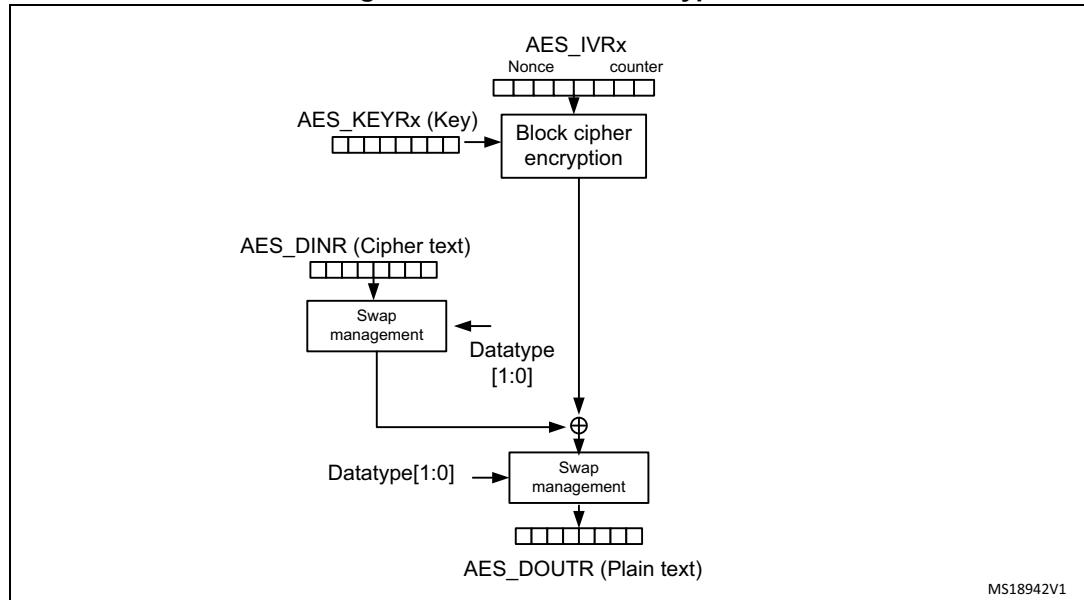 AES_IVRx
Nonce counter
AES_KEYRx (Key)
Block cipher
encryption
AES_DINR (Cipher text)
Swap
management
Datatype
[1:0]
Datatype[1:0]
Swap
management
AES_DOUTR (Plain text)
MS18942V1